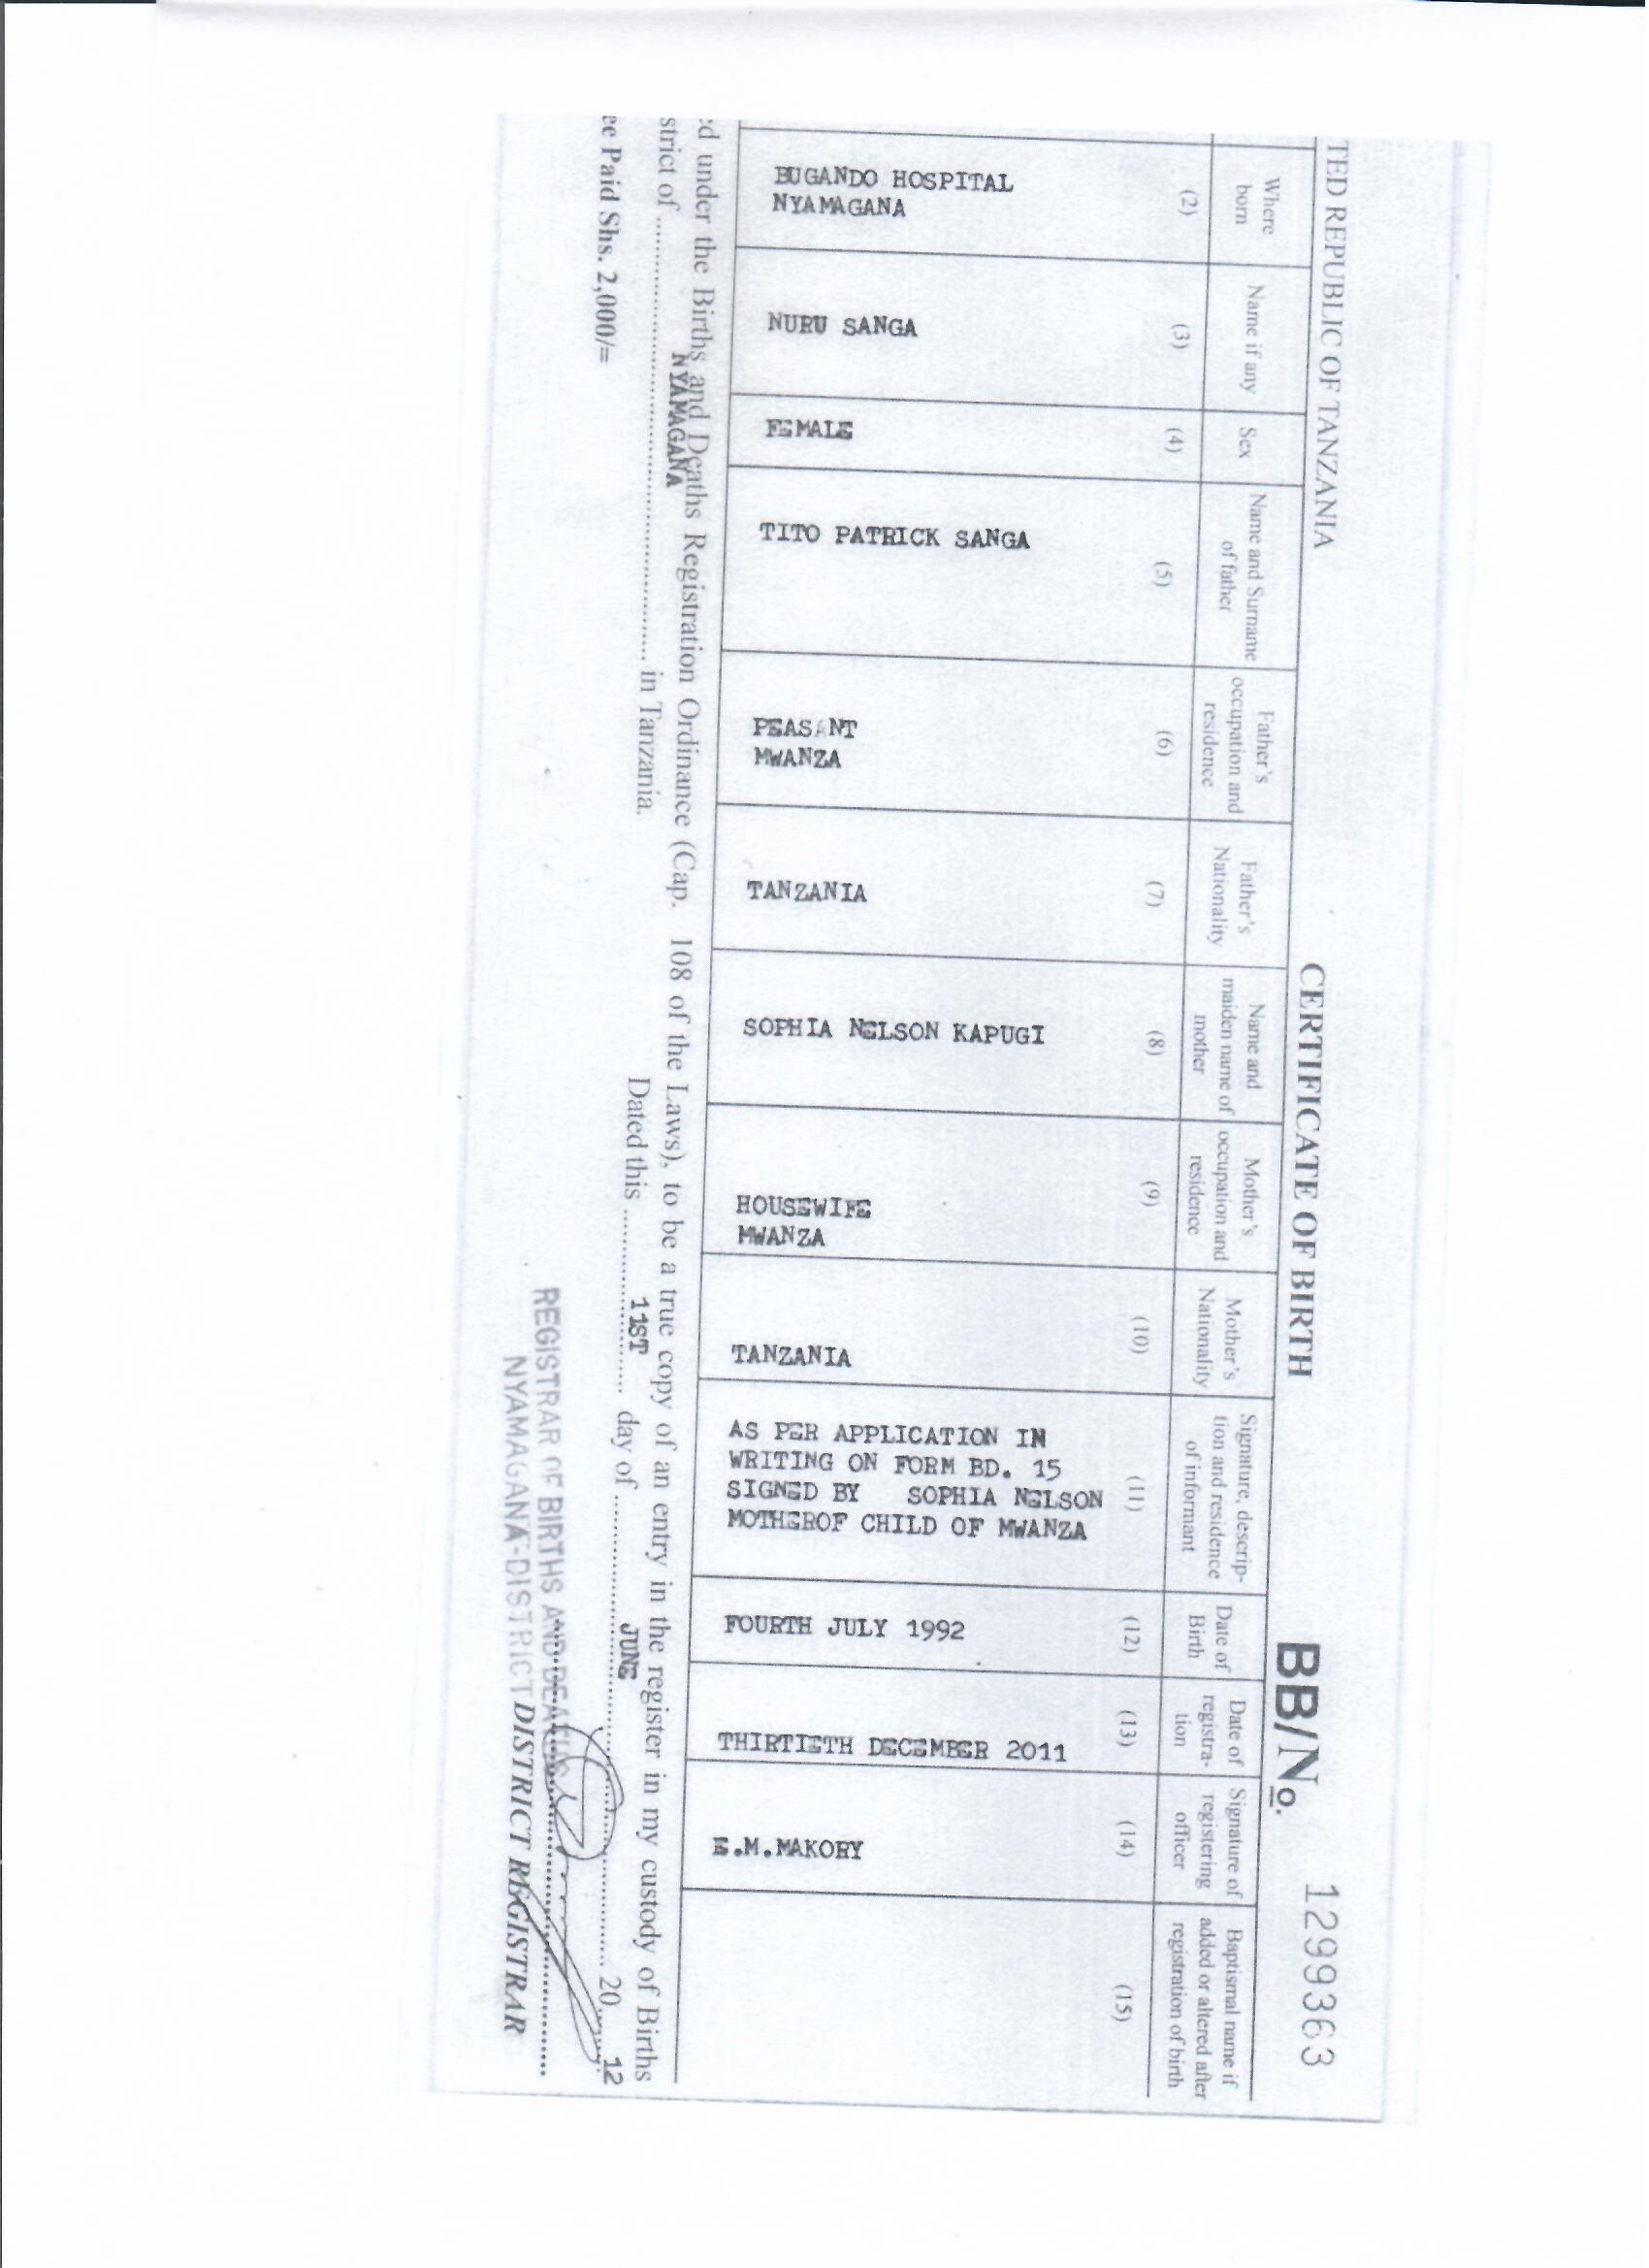 TED REPUBLIC OF TANZANIA
CERTIFICATE OF BIRTH
BB/No. 1299363
Where
born
(2)
Name if any
(3)
Sex
(4)
Name and Surname
of father
(5)
Father's
occupation and
residence
(6)
Father's
Nationality
(7)
Name and
maiden name of
mother
(8)
Mother's
occupation and
residence
(9)
Mother's
Nationality
(10)
Signature, descrip-
tion and residence
of informant
(11)
Date of
Birth
(12)
Date of
registra-
tion
(13)
Signature of
registering
officer
(14)
Baptismal name if
added or altered after
registration of birth
(15)
BUGANDO HOSPITAL
NYAMAGANA
NURU SANGA
FEMALE
TITO PATRICK SANGA
PEASANT
MWANZA
TANZANIA
SOPHIA NELSON KAPUGI
HOUSEWIFE
MWANZA
TANZANIA
AS PER APPLICATION IN
WRITING ON FORM BD. 15
SIGNED BY SOPHIA NELSON
MOTHEROF CHILD OF MWANZA
FOURTH JULY 1992
THIRTIETH DECEMBER 2011
E.M.MAKORY
ed under the Births and Deaths Registration Ordinance (Cap. 108 of the Laws), to be a true copy of an entry in the register in my custody of Births
strict of NYAMAGANA in Tanzania.
Dated this 11ST day of JUNE 20 12
ee Paid Shs. 2,000/=
REGISTRAR OF BIRTHS AND DEATHS
NYAMAGANA-DISTRICT
DISTRICT REGISTRAR